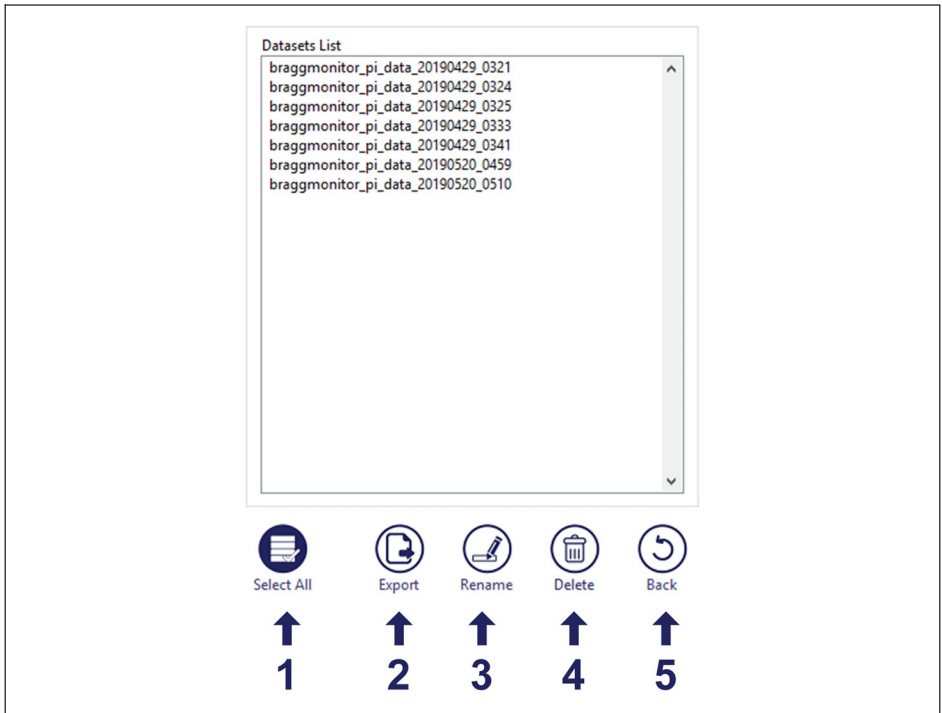 Datasets List
braggmonitor_pi_data_20190429_0321
braggmonitor_pi_data_20190429_0324
braggmonitor_pi_data_20190429_0325
braggmonitor_pi_data_20190429_0333
braggmonitor_pi_data_20190429_0341
braggmonitor_pi_data_20190520_0459
braggmonitor_pi_data_20190520_0510
Select All Export Rename Delete Back
1 2 3 4 5